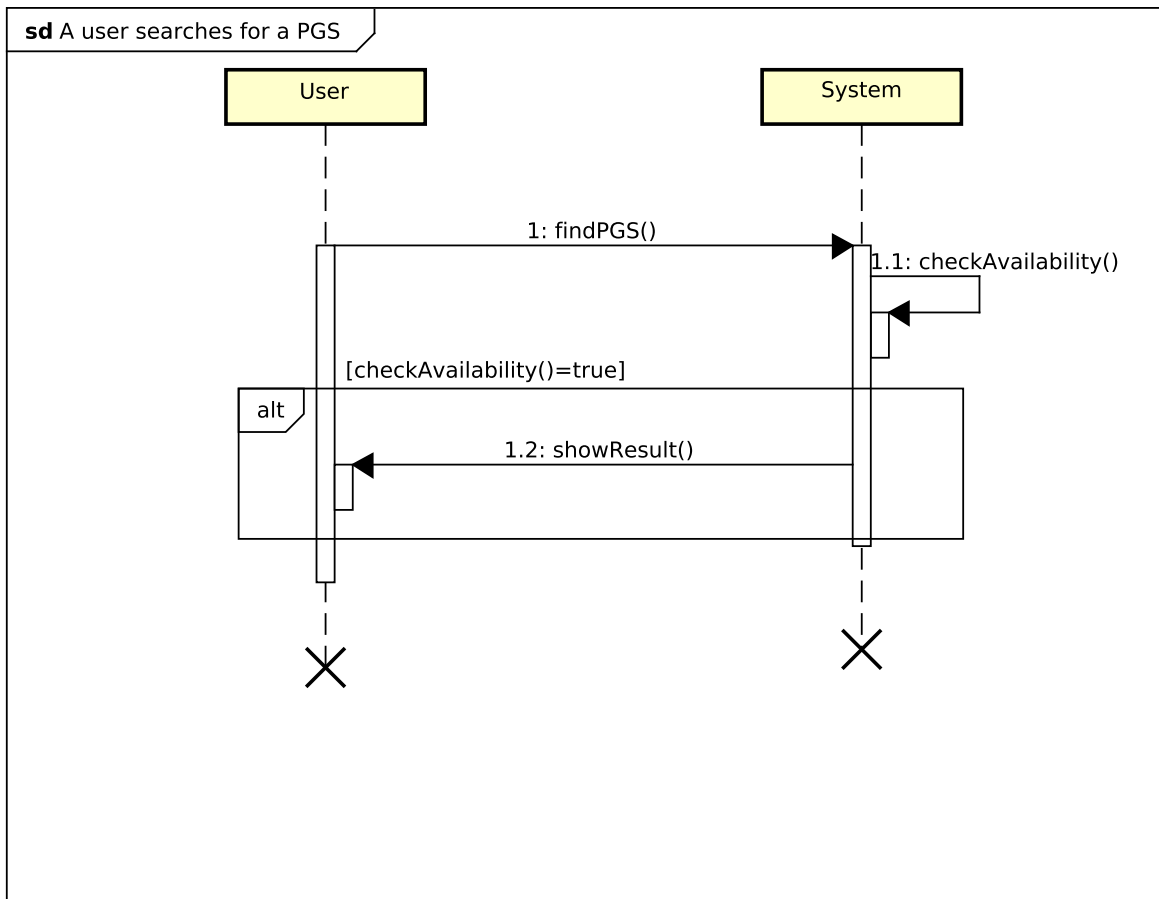 sd A user searches for a PGS
User
System
1: findPGS()
1.1: checkAvailability()
[checkAvailability()=true]
alt
1.2: showResult()